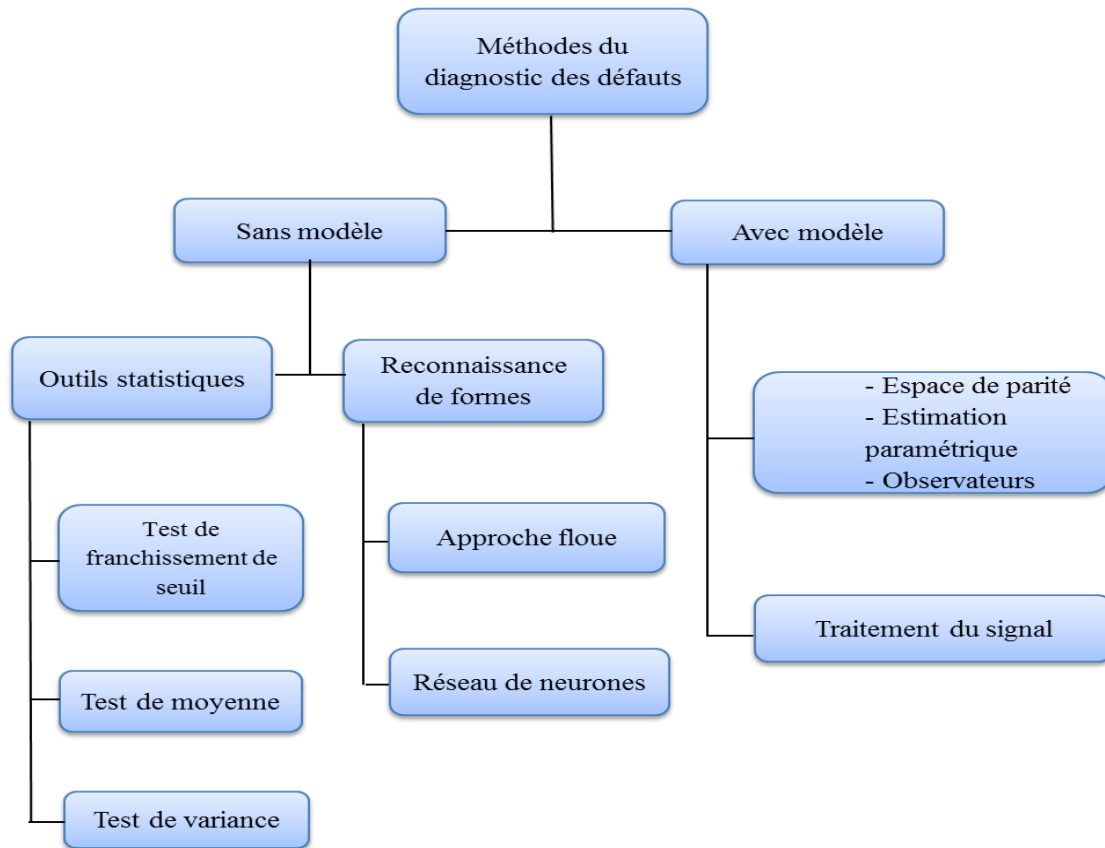 Méthodes du
diagnostic des défauts
Sans modèle
Avec modèle
Outils statistiques
Reconnaissance
de formes
- Espace de parité
- Estimation
paramétrique
- Observateurs
Test de
franchissement de
seuil
Approche floue
Traitement du signal
Test de moyenne
Réseau de neurones
Test de variance